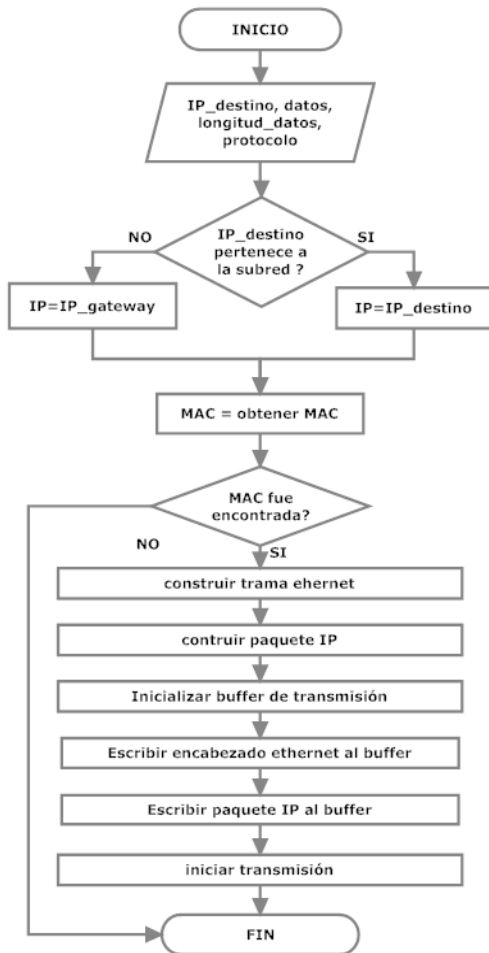 INICIO
IP_destino, datos,
longitud_datos,
protocolo
NO
IP_destino
pertenece a
la subred ?
SI
IP=IP_gateway
IP=IP_destino
MAC = obtener MAC
MAC fue
encontrada?
NO
SI
construir trama ehernet
contruir paquete IP
Inicializar buffer de transmisión
Escribir encabezado ethernet al buffer
Escribir paquete IP al buffer
iniciar transmisión
FIN